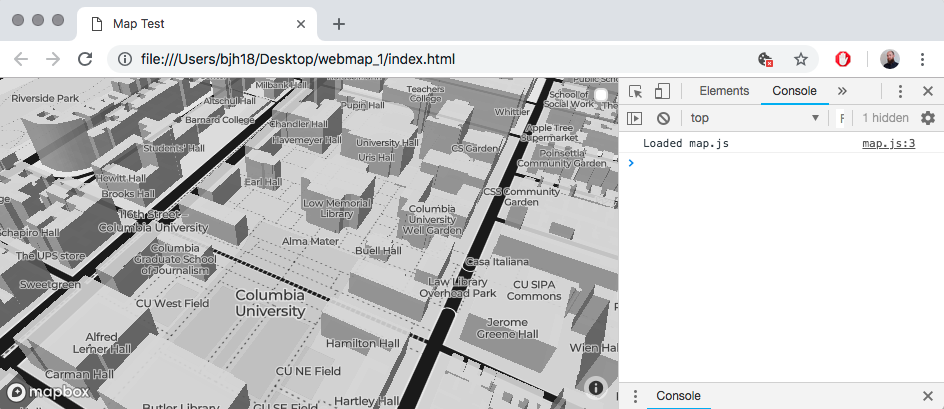 Map Test
file:///Users/bjh18/Desktop/webmap_1/index.html
Elements
Console
top
1 hidden
Loaded map.js
map.js:3
Console
Riverside Park
Milbank Hall
Altschul Hall
Barnard College
Teachers
College
Pupin Hall
School of
Social Work
Public School
Whittier
Chandler Hall
Havemeyer Hall
University Hall
Uris Hall
CS Garden
Apple Tree
Supermarket
Poinsettia
Community Garden
Students' Hall
Hewitt Hall
Brooks Hall
Earl Hall
CSS Community
Garden
Low Memorial
Library
Columbia
University
Well Garden
116th Street -
Columbia University
Schapiro Hall
The UPS store
Sweetgreen
Columbia
Graduate School
of Journalism
Alma Mater
Buell Hall
Casa Italiana
Law Library
Overhead Park
CU SIPA
Commons
CU West Field
Columbia
University
Jerome
Greene Hall
Wien Hal
Alfred
Lerner Hall
Carman Hall
Hamilton Hall
CU NE Field
mapbox
Butler Library
CU SE Field
Hartley Hall